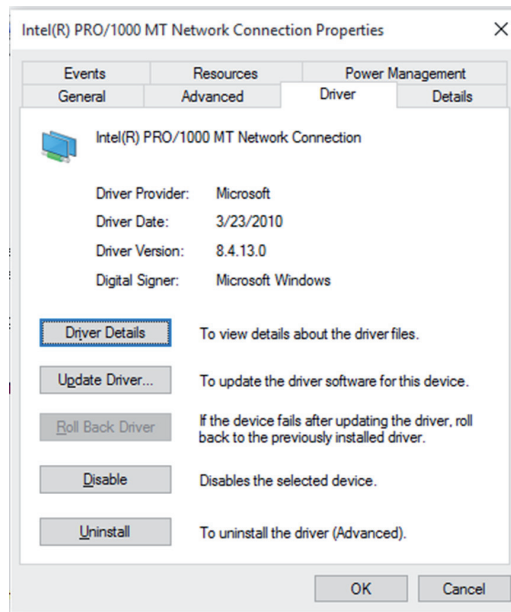 Intel(R) PRO/1000 MT Network Connection Properties
Events Resources Power Management
General Advanced Driver Details
Intel(R) PRO/1000 MT Network Connection
Driver Provider: Microsoft
Driver Date: 3/23/2010
Driver Version: 8.4.13.0
Digital Signer: Microsoft Windows
Driver Details To view details about the driver files.
Update Driver... To update the driver software for this device.
Roll Back Driver If the device fails after updating the driver, roll
back to the previously installed driver.
Disable Disables the selected device.
Uninstall To uninstall the driver (Advanced).
OK Cancel